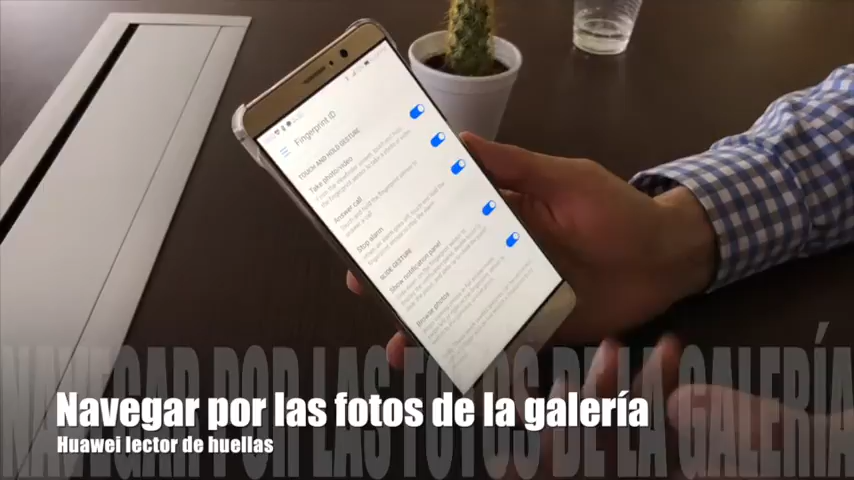 Fingerprint ID
TOUCH AND HOLD GESTURE
Take photo/video
Answer call
Stop alarm
SLIDE GESTURE
Show notification panel
Browse photos
NAVEGAR POR LAS FOTOS DE LA GALERÍA
Navegar por las fotos de la galería
Huawei lector de huellas